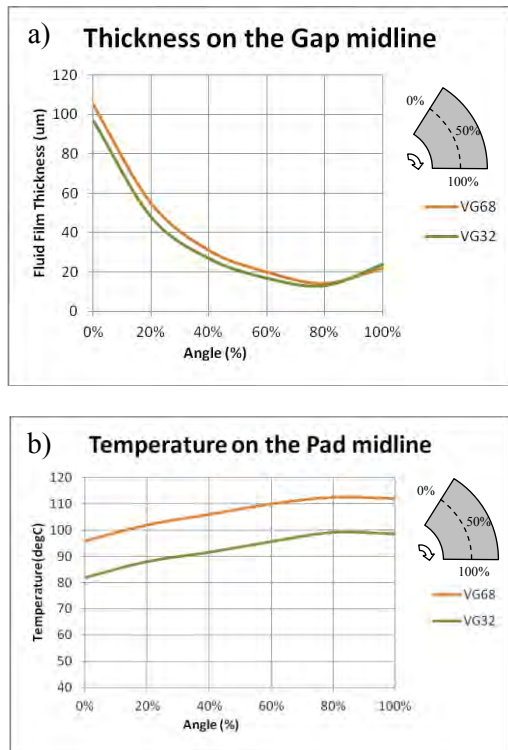 a) Thickness on the Gap midline
120
100
80
60
40
20
0
Fluid Film Thickness (um)
0% 20% 40% 60% 80% 100%
Angle (%)
0%
50%
100%
VG68
VG32
b) Temperature on the Pad midline
120
110
100
90
80
70
60
50
40
Temperature(degC)
0% 20% 40% 60% 80% 100%
Angle (%)
0%
50%
100%
VG68
VG32